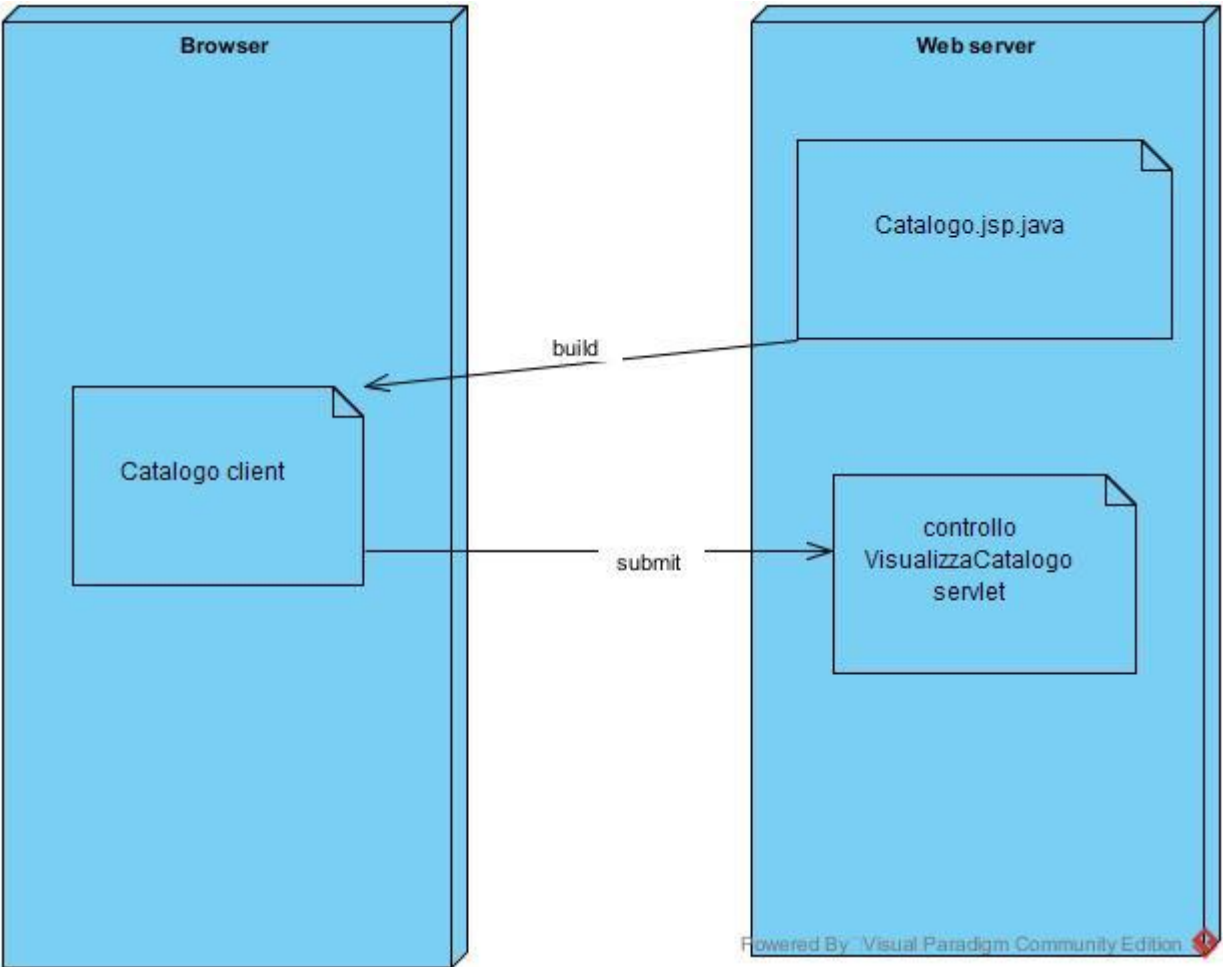 Browser
Web server
Catalogo.jsp.java
build
Catalogo client
submit
controllo
VisualizzaCatalogo
servlet
Powered By Visual Paradigm Community Edition